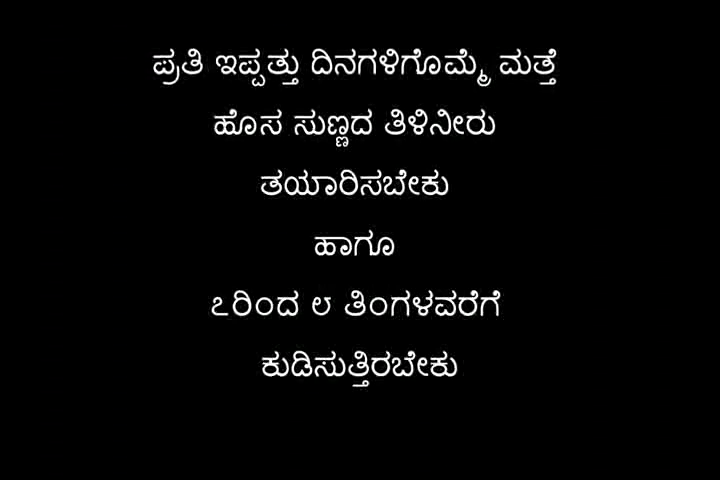 ಪ್ರತಿ ಇಪ್ಪತ್ತು ದಿನಗಳಿಗೊಮ್ಮೆ ಮತ್ತೆ
ಹೊಸ ಸುಣ್ಣದ ತಿಳಿನೀರು
ತಯಾರಿಸಬೇಕು
ಹಾಗೂ
೭ರಿಂದ ೮ ತಿಂಗಳವರೆಗೆ
ಕುಡಿಸುತ್ತಿರಬೇಕು